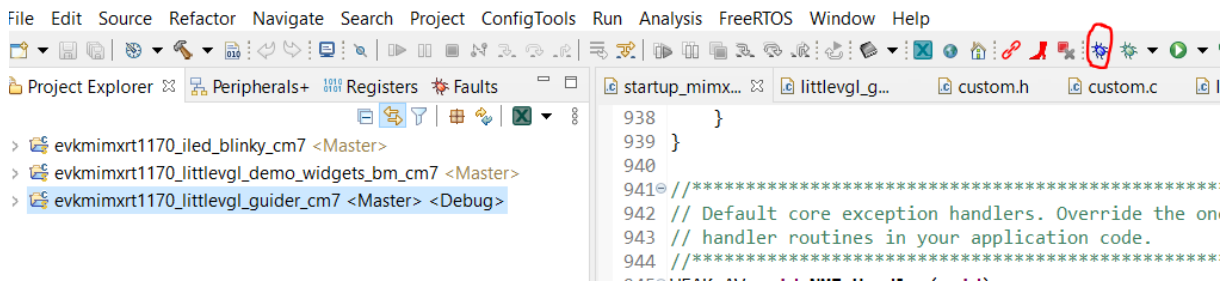 File Edit Source Refactor Navigate Search Project ConfigTools Run Analysis FreeRTOS Window Help
Project Explorer Peripherals+ Registers Faults
startup_mimx... littlevgl_g... custom.h custom.c
evkmimxrt1170_iled_blinky_cm7 <Master>
evkmimxrt1170_littlevgl_demo_widgets_bm_cm7 <Master>
evkmimxrt1170_littlevgl_guider_cm7 <Master> <Debug>
938 }
939 }
940
941 //*****************************************************
942 // Default core exception handlers. Override the on
943 // handler routines in your application code.
944 //*****************************************************